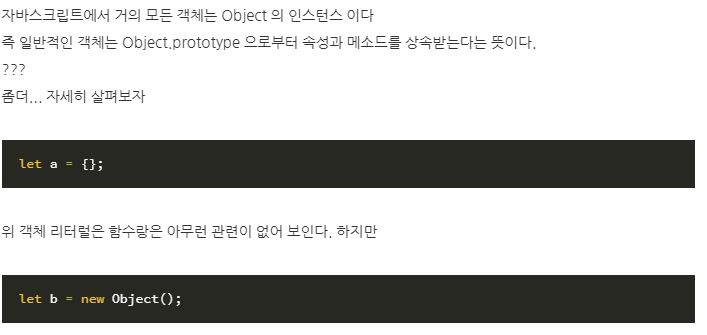 자바스크립트에서 거의 모든 객체는 Object 의 인스턴스 이다
즉 일반적인 객체는 Object.prototype 으로부터 속성과 메소드를 상속받는다는 뜻이다.
???
좀더... 자세히 살펴보자
let a = {};
위 객체 리터럴은 함수랑은 아무런 관련이 없어 보인다. 하지만
let b = new Object();